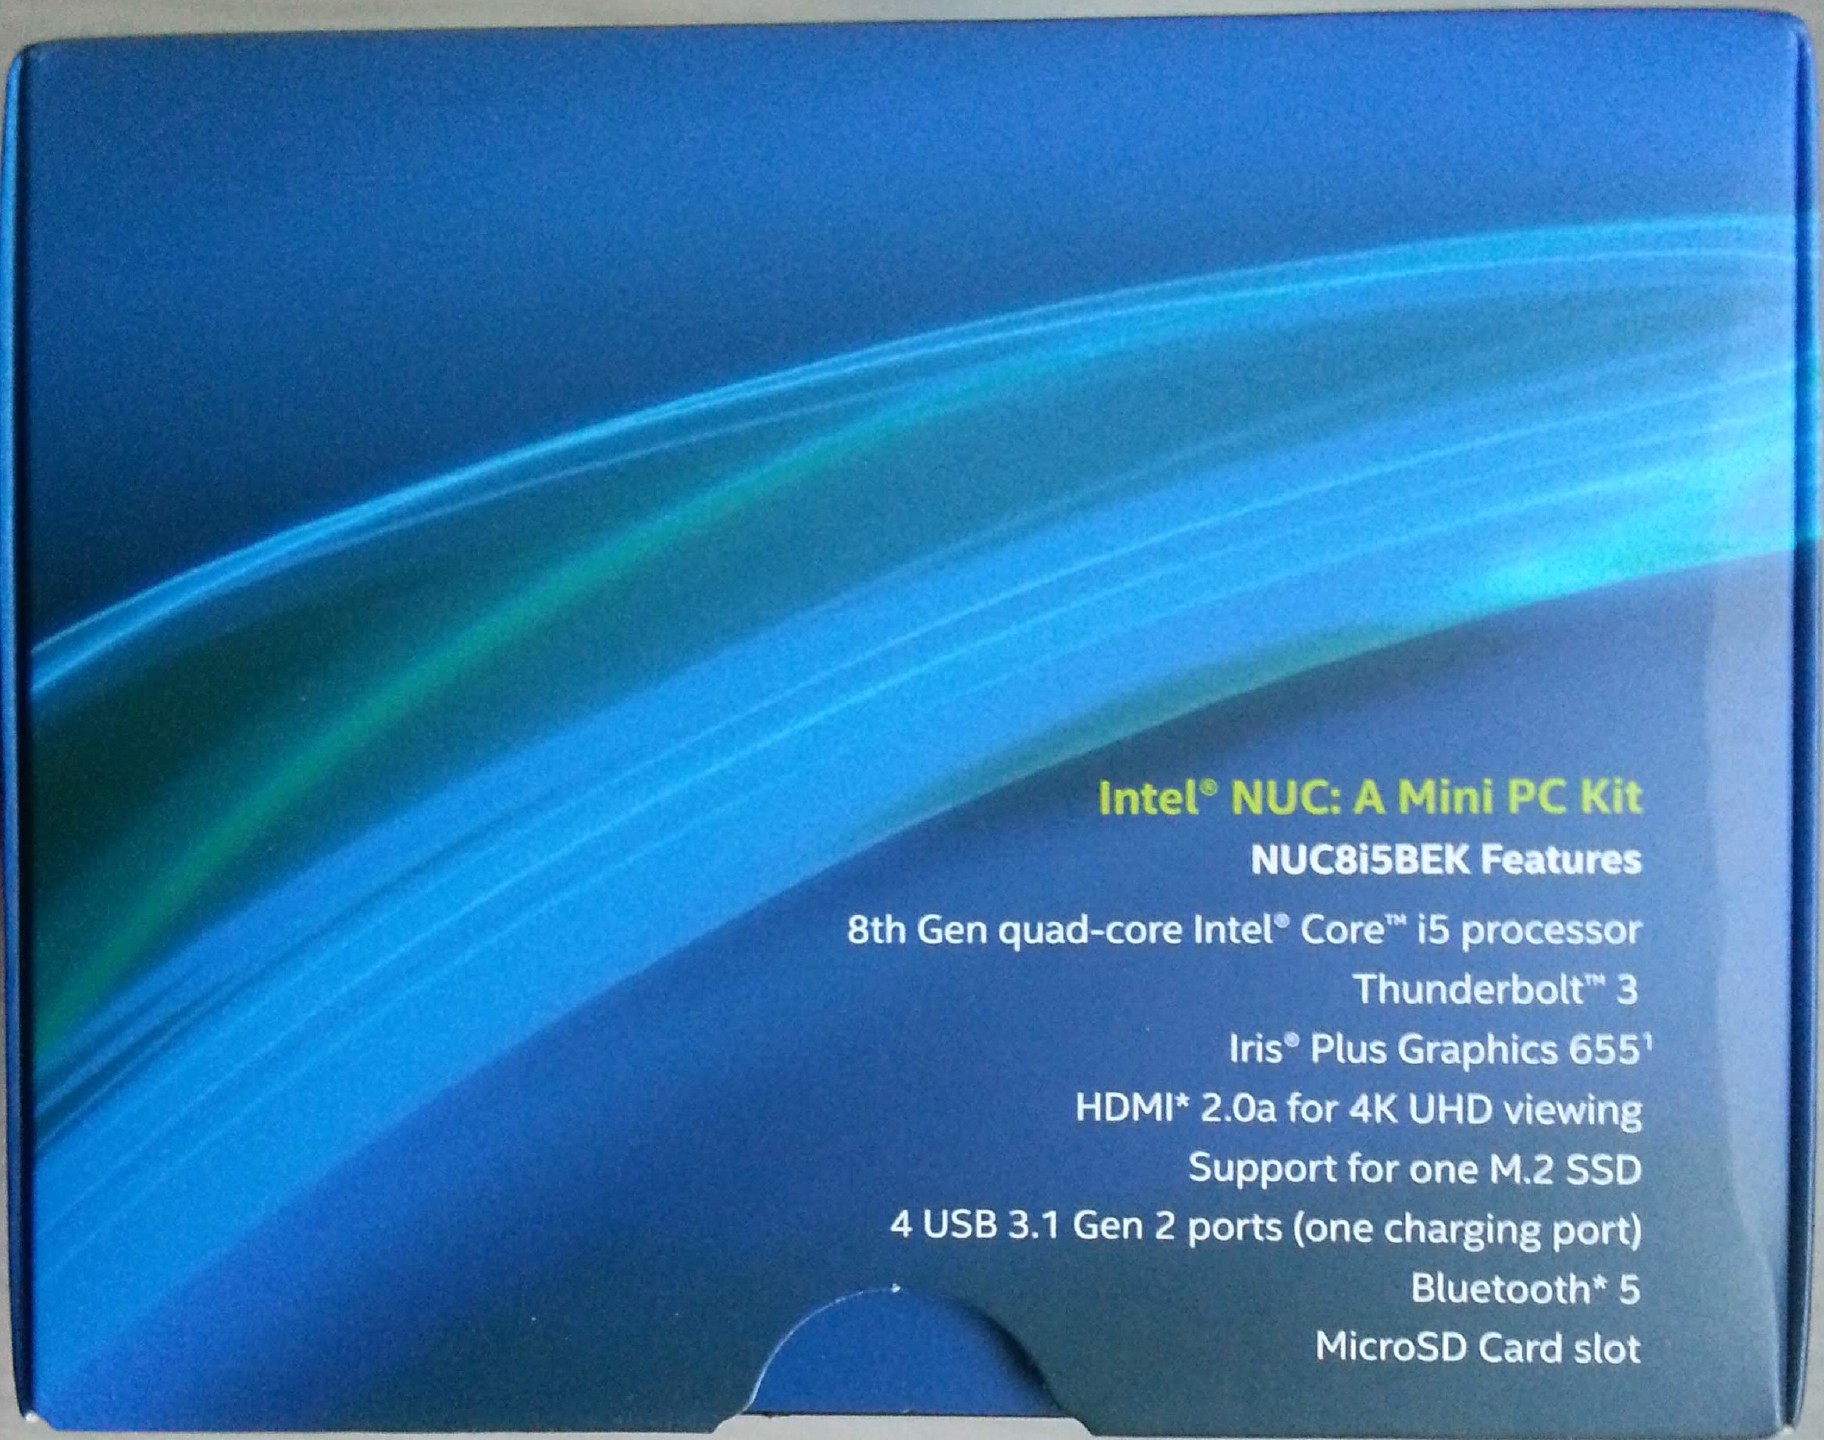 Intel® NUC: A Mini PC Kit
NUC8i5BEK Features
8th Gen quad-core Intel® Core™ i5 processor
Thunderbolt™ 3
Iris® Plus Graphics 655¹
HDMI* 2.0a for 4K UHD viewing
Support for one M.2 SSD
4 USB 3.1 Gen 2 ports (one charging port)
Bluetooth* 5
MicroSD Card slot